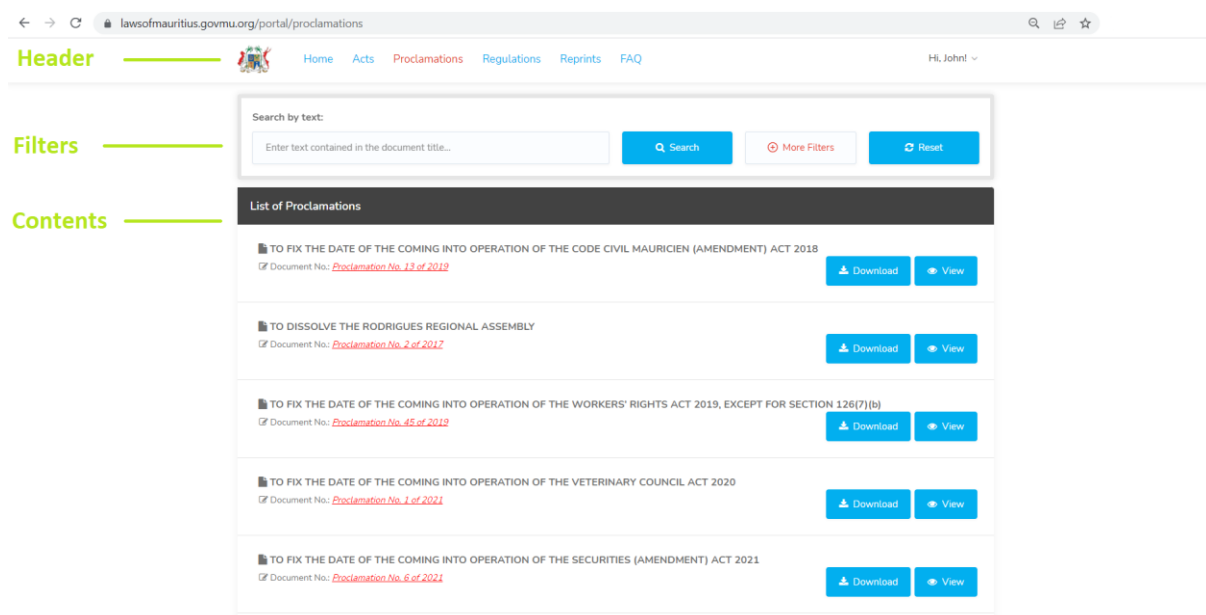 lawsofmauritius.govmu.org/portal/proclamations
Header
Home Acts Proclamations Regulations Reprints FAQ Hi, John!
Search by text:
Filters
Enter text contained in the document title... Search More Filters Reset
List of Proclamations
Contents
TO FIX THE DATE OF THE COMING INTO OPERATION OF THE CODE CIVIL MAURICIEN (AMENDMENT) ACT 2018
Document No.: Proclamation No. 13 of 2019
Download View
TO DISSOLVE THE RODRIGUES REGIONAL ASSEMBLY
Document No.: Proclamation No. 2 of 2017
Download View
TO FIX THE DATE OF THE COMING INTO OPERATION OF THE WORKERS' RIGHTS ACT 2019, EXCEPT FOR SECTION 126(7)(b)
Document No.: Proclamation No. 45 of 2019
Download View
TO FIX THE DATE OF THE COMING INTO OPERATION OF THE VETERINARY COUNCIL ACT 2020
Document No.: Proclamation No. 1 of 2021
Download View
TO FIX THE DATE OF THE COMING INTO OPERATION OF THE SECURITIES (AMENDMENT) ACT 2021
Document No.: Proclamation No. 6 of 2021
Download View